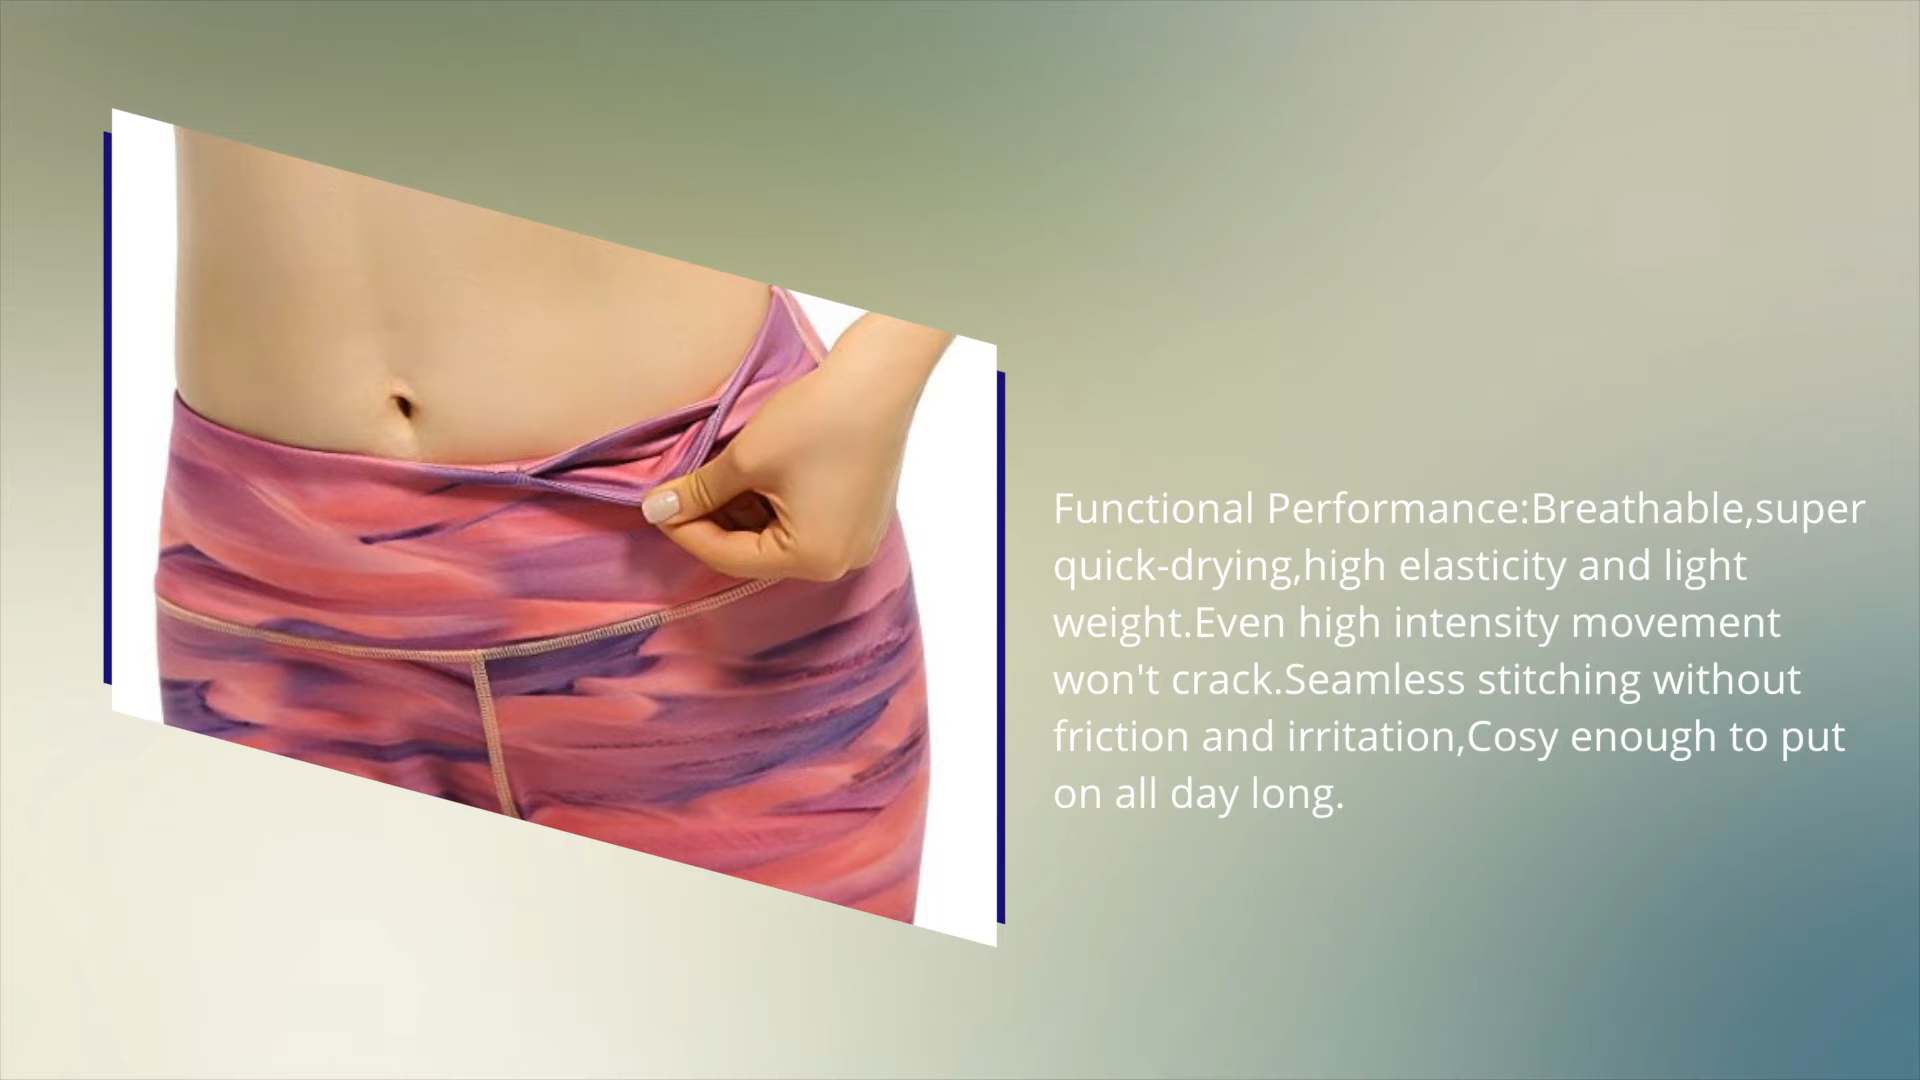 Functional Performance:Breathable,super
quick-drying,high elasticity and light
weight.Even high intensity movement
won't crack.Seamless stitching without
friction and irritation,Cosy enough to put
on all day long.